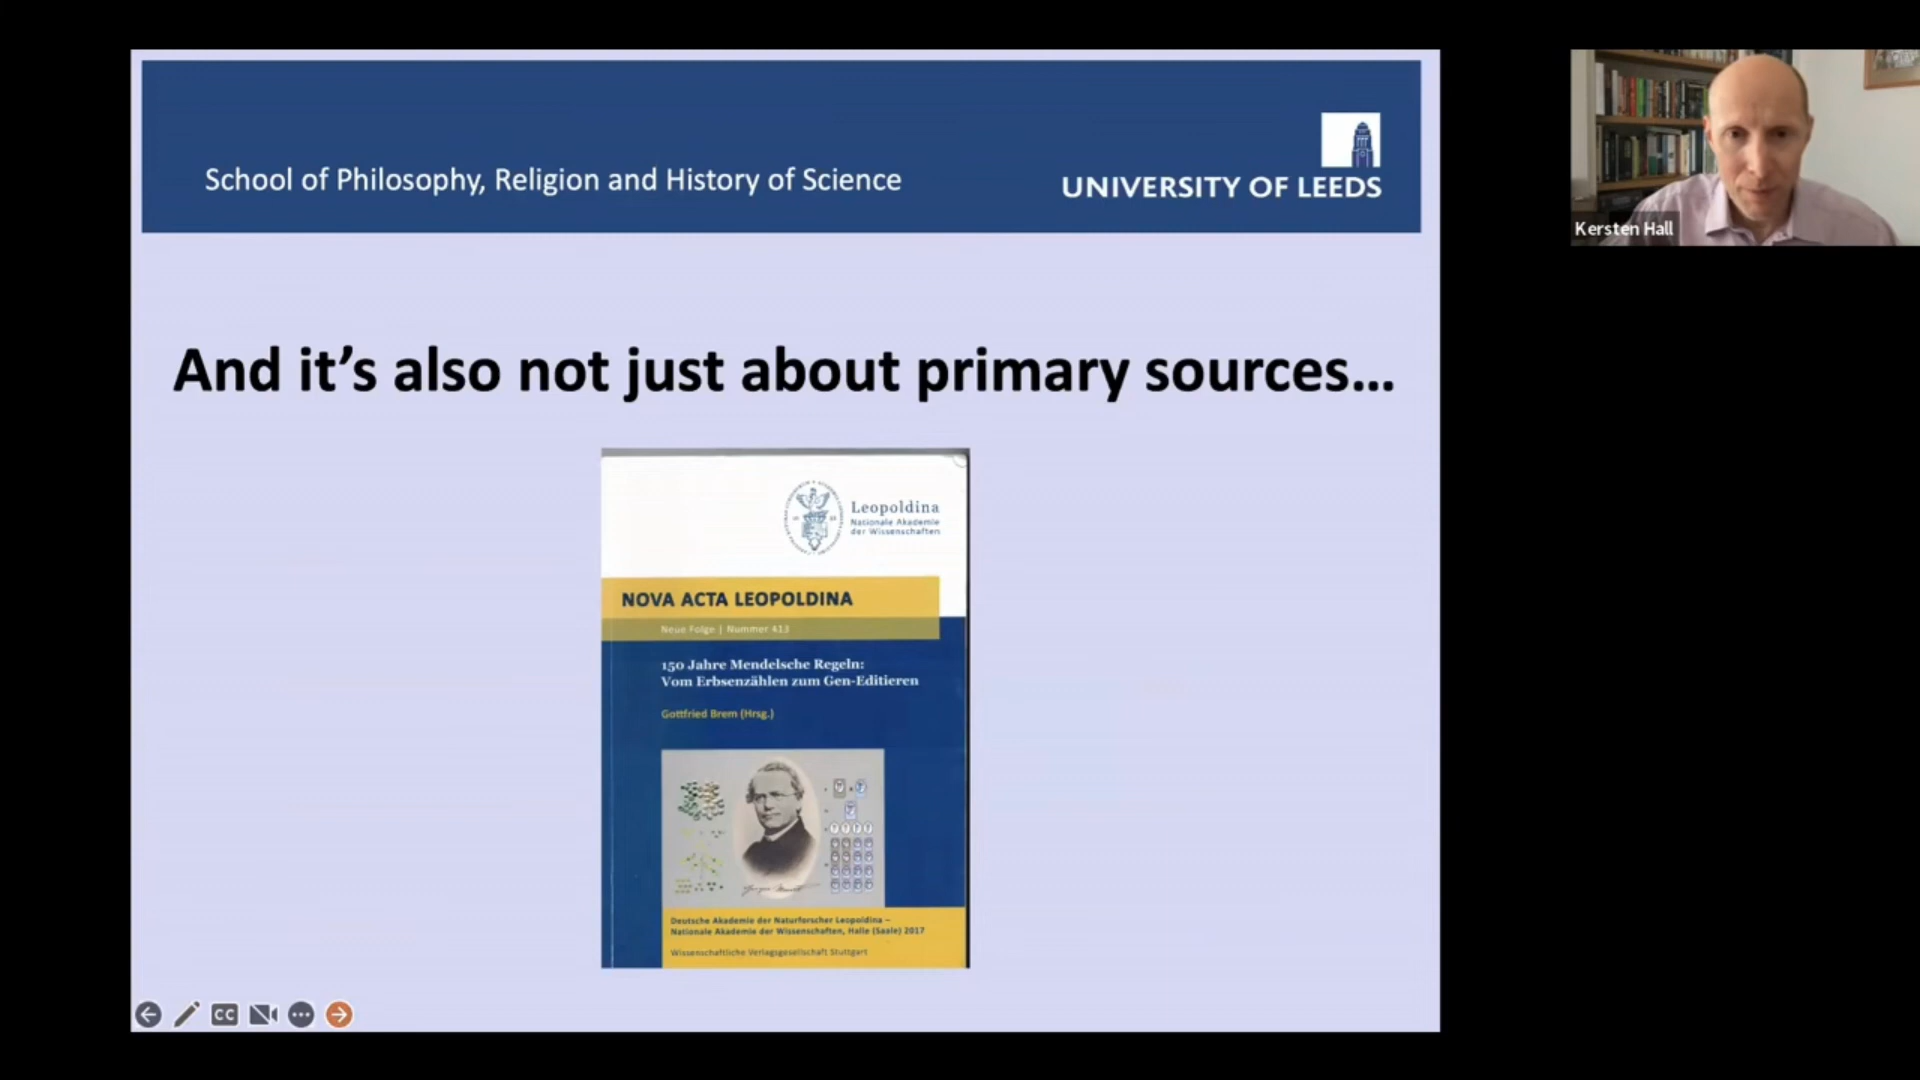 School of Philosophy, Religion and History of Science
UNIVERSITY OF LEEDS
Kersten Hall
And it's also not just about primary sources...
Leopoldina
Nationale Akademie
der Wissenschaften
NOVA ACTA LEOPOLDINA
Neue Folge | Nummer 413
150 Jahre Mendelsche Regeln:
Vom Erbsenzählen zum Gen-Editieren
Gottfried Brem (Hrsg.)
Deutsche Akademie der Naturforscher Leopoldina –
Nationale Akademie der Wissenschaften, Halle (Saale) 2017
Wissenschaftliche Verlagsgesellschaft Stuttgart
CC